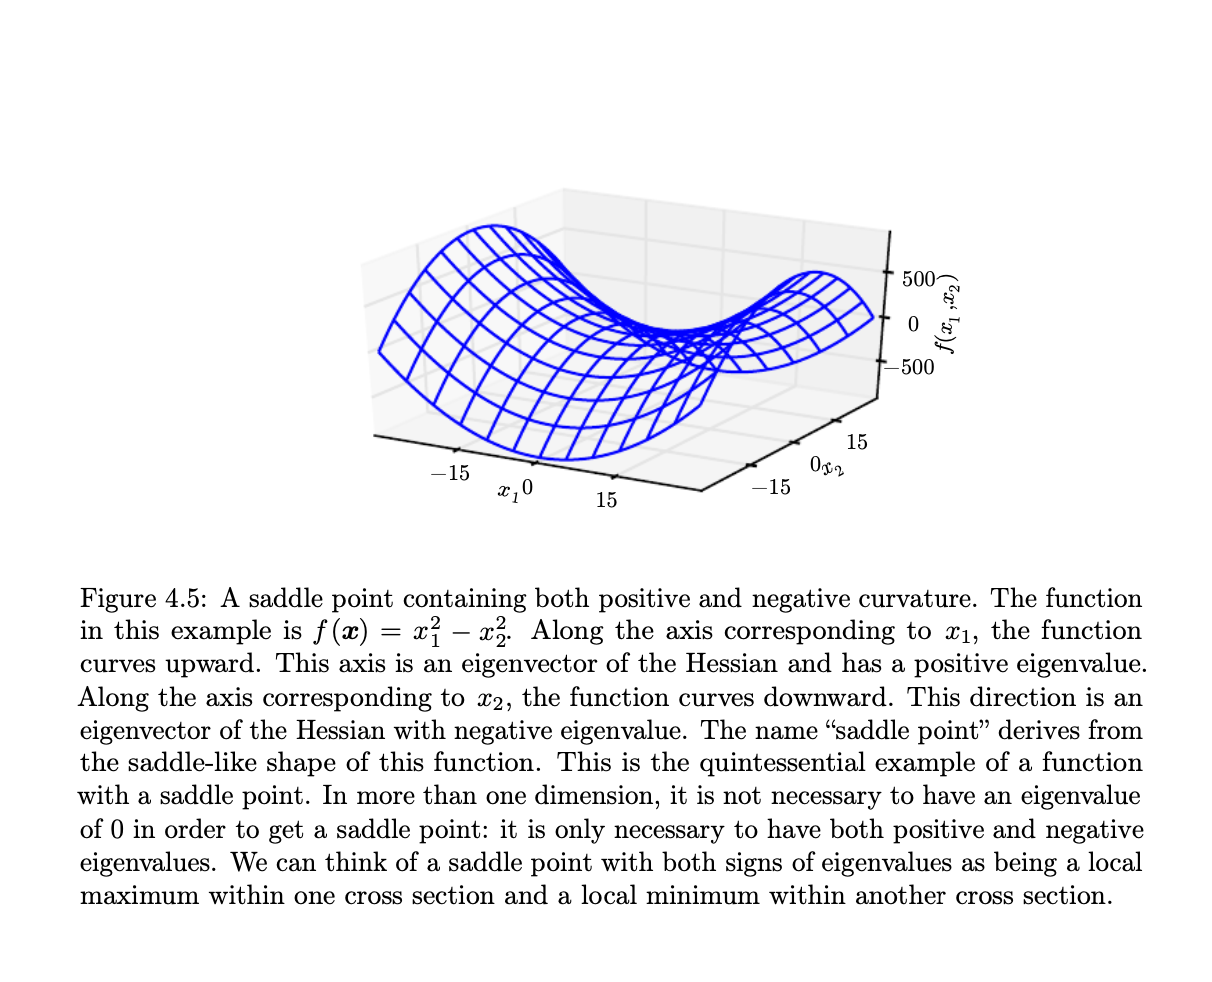 500
0
−500
f(x₁,x₂)
15
0
x₂
−15
−15
x₁
0
15
Figure 4.5: A saddle point containing both positive and negative curvature. The function
in this example is f(x) = x₁² − x₂². Along the axis corresponding to x₁, the function
curves upward. This axis is an eigenvector of the Hessian and has a positive eigenvalue.
Along the axis corresponding to x₂, the function curves downward. This direction is an
eigenvector of the Hessian with negative eigenvalue. The name “saddle point” derives from
the saddle-like shape of this function. This is the quintessential example of a function
with a saddle point. In more than one dimension, it is not necessary to have an eigenvalue
of 0 in order to get a saddle point: it is only necessary to have both positive and negative
eigenvalues. We can think of a saddle point with both signs of eigenvalues as being a local
maximum within one cross section and a local minimum within another cross section.